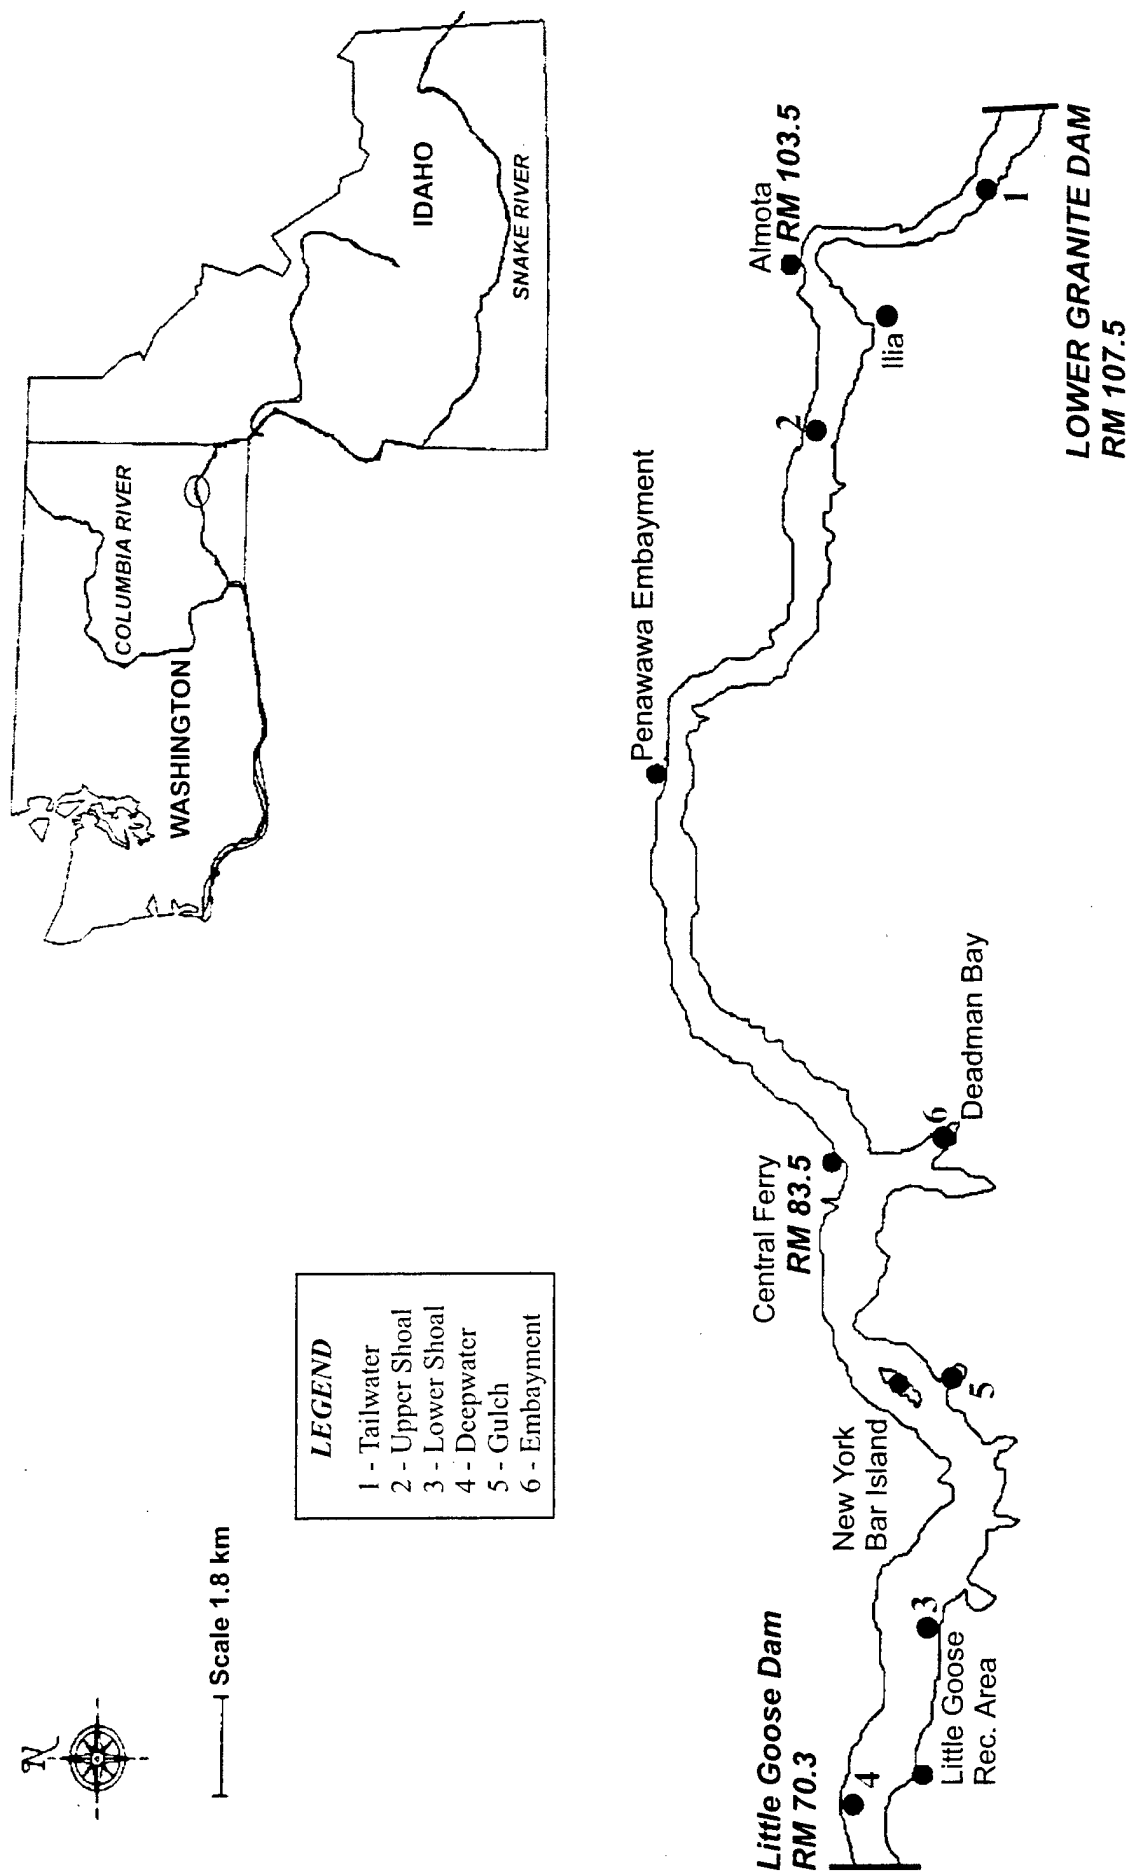 N
Scale 1.8 km
LEGEND
1 - Tailwater
2 - Upper Shoal
3 - Lower Shoal
4 - Deepwater
5 - Gulch
6 - Embayment
WASHINGTON
COLUMBIA RIVER
IDAHO
SNAKE RIVER
Little Goose Dam
RM 70.3
4
Little Goose
Rec. Area
3
New York
Bar Island
5
Central Ferry
RM 83.5
6
Deadman Bay
Penawawa Embayment
2
Almota
RM 103.5
Ilia
1
LOWER GRANITE DAM
RM 107.5